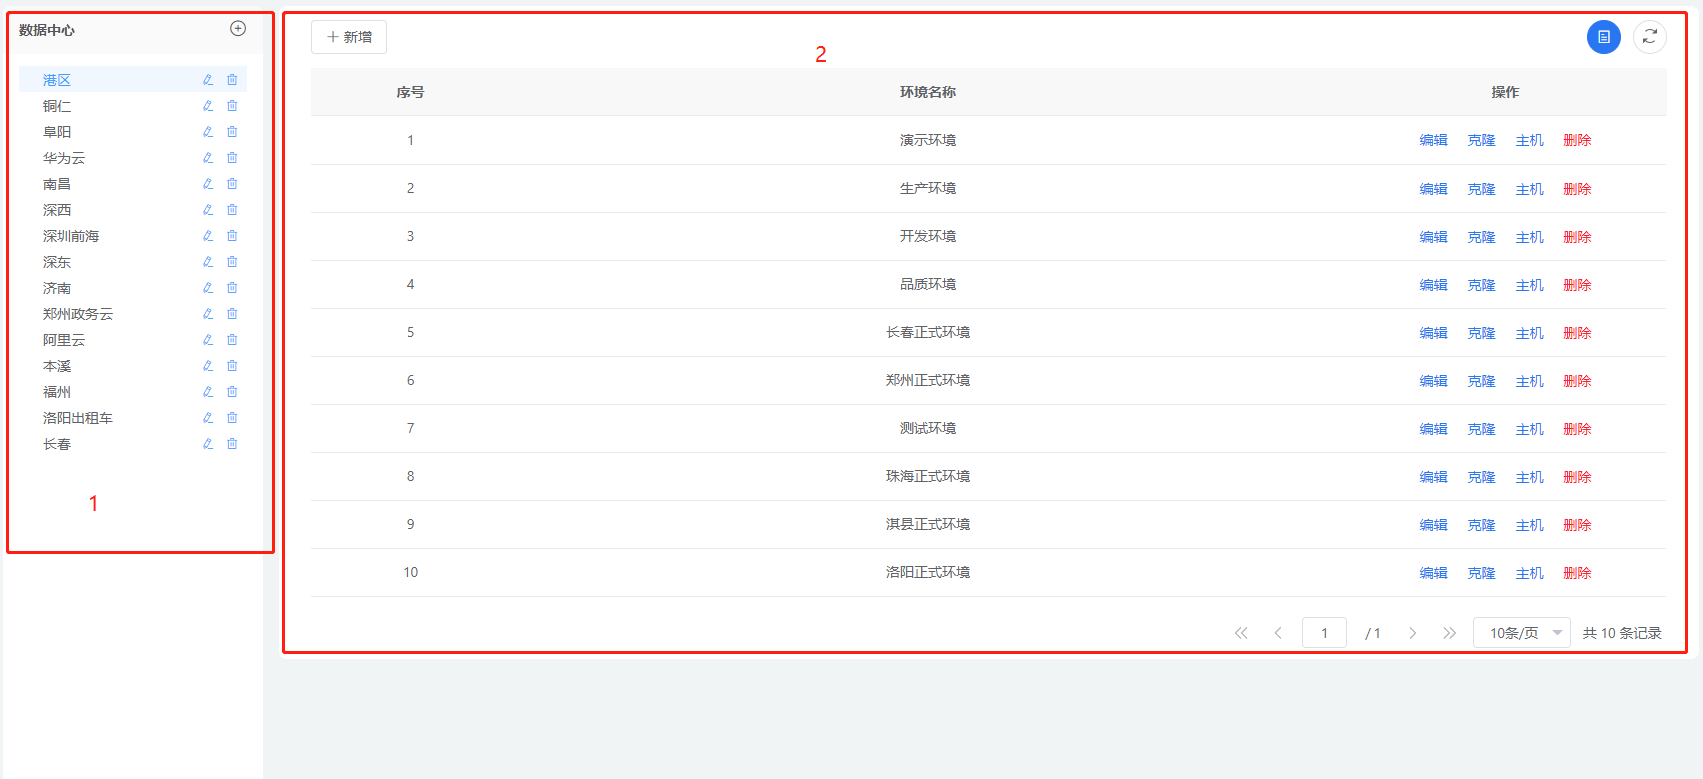 数据中心
港区
铜仁
阜阳
华为云
南昌
深西
深圳前海
深东
济南
郑州政务云
阿里云
本溪
福州
洛阳出租车
长春
1
新增
2
序号 环境名称 操作
1 演示环境 编辑 克隆 主机 删除
2 生产环境 编辑 克隆 主机 删除
3 开发环境 编辑 克隆 主机 删除
4 品质环境 编辑 克隆 主机 删除
5 长春正式环境 编辑 克隆 主机 删除
6 郑州正式环境 编辑 克隆 主机 删除
7 测试环境 编辑 克隆 主机 删除
8 珠海正式环境 编辑 克隆 主机 删除
9 淇县正式环境 编辑 克隆 主机 删除
10 洛阳正式环境 编辑 克隆 主机 删除
1 / 1 10条/页 共 10 条记录